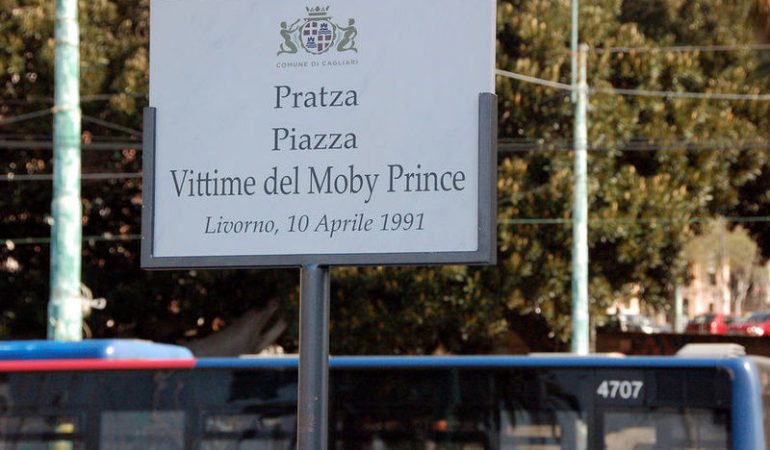 COMUNE DI CAGLIARI
Pratza
Piazza
Vittime del Moby Prince
Livorno, 10 Aprile 1991
4707